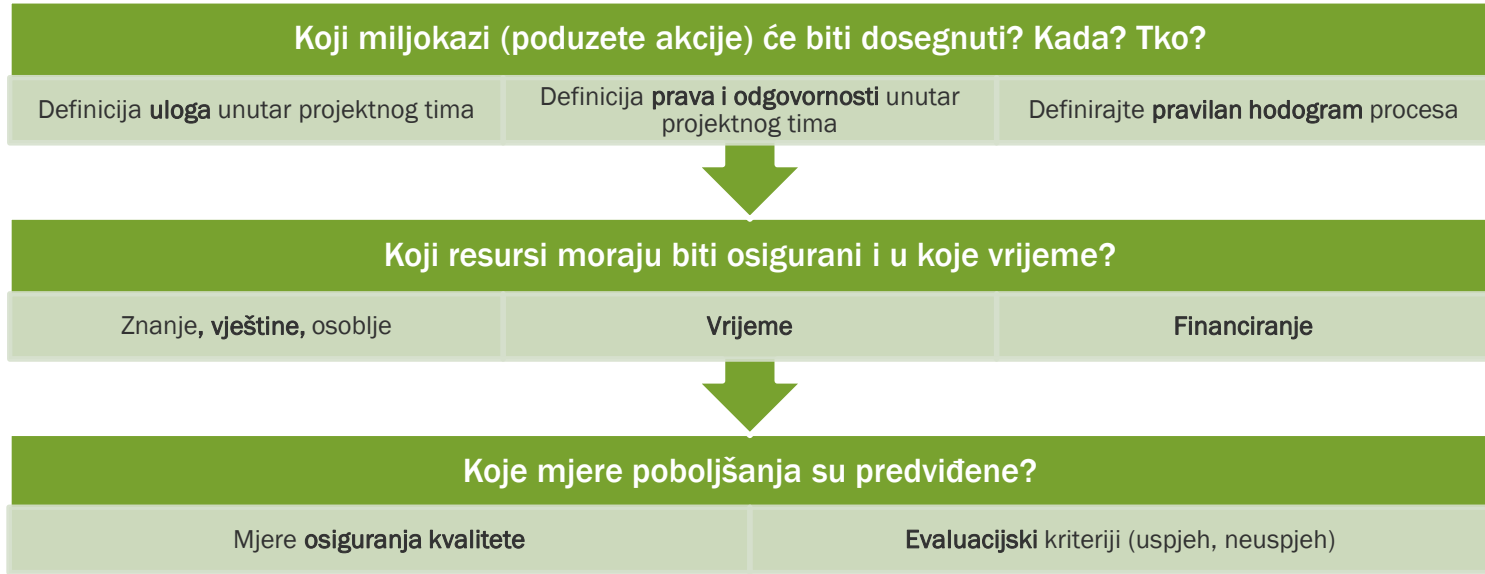 Koji miljokazi (poduzete akcije) će biti dosegnuti? Kada? Tko?
Definicija uloga unutar projektnog tima
Definicija prava i odgovornosti unutar
projektnog tima
Definirajte pravilan hodogram procesa
Koji resursi moraju biti osigurani i u koje vrijeme?
Znanje, vještine, osoblje
Vrijeme
Financiranje
Koje mjere poboljšanja su predviđene?
Mjere osiguranja kvalitete
Evaluacijski kriteriji (uspjeh, neuspjeh)